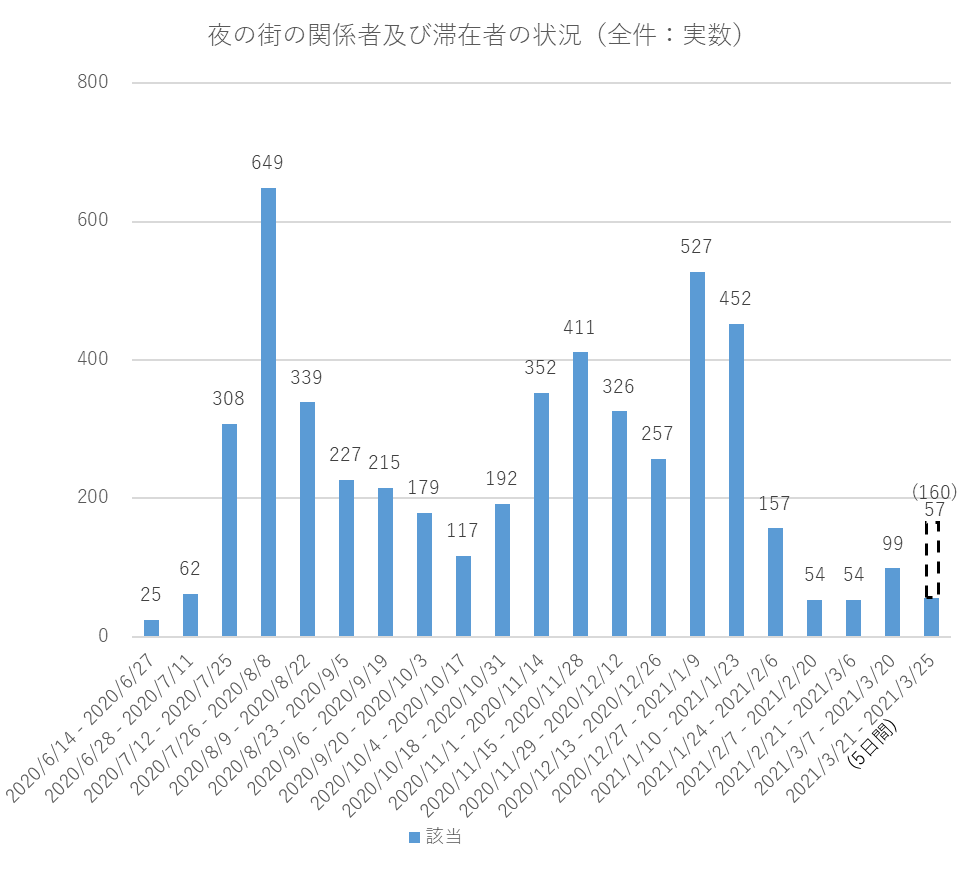 夜の街の関係者及び滞在者の状況（全件：実数）
800
600
400
200
0
25
62
308
649
339
227
215
179
117
192
352
411
326
257
527
452
157
54
54
99
(160)
57
2020/6/14 - 2020/6/27
2020/6/28 - 2020/7/11
2020/7/12 - 2020/7/25
2020/7/26 - 2020/8/8
2020/8/9 - 2020/8/22
2020/8/23 - 2020/9/5
2020/9/6 - 2020/9/19
2020/9/20 - 2020/10/3
2020/10/4 - 2020/10/17
2020/10/18 - 2020/10/31
2020/11/1 - 2020/11/14
2020/11/15 - 2020/11/28
2020/11/29 - 2020/12/12
2020/12/13 - 2020/12/26
2020/12/27 - 2021/1/9
2021/1/10 - 2021/1/23
2021/1/24 - 2021/2/6
2021/2/7 - 2021/2/20
2021/2/21 - 2021/3/6
2021/3/7 - 2021/3/20
2021/3/21 - 2021/3/25
(5日間)
該当